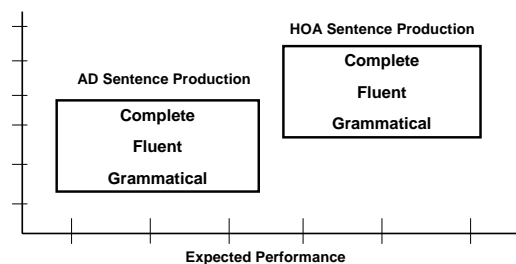 HOA Sentence Production
Complete
Fluent
Grammatical
AD Sentence Production
Complete
Fluent
Grammatical
Expected Performance